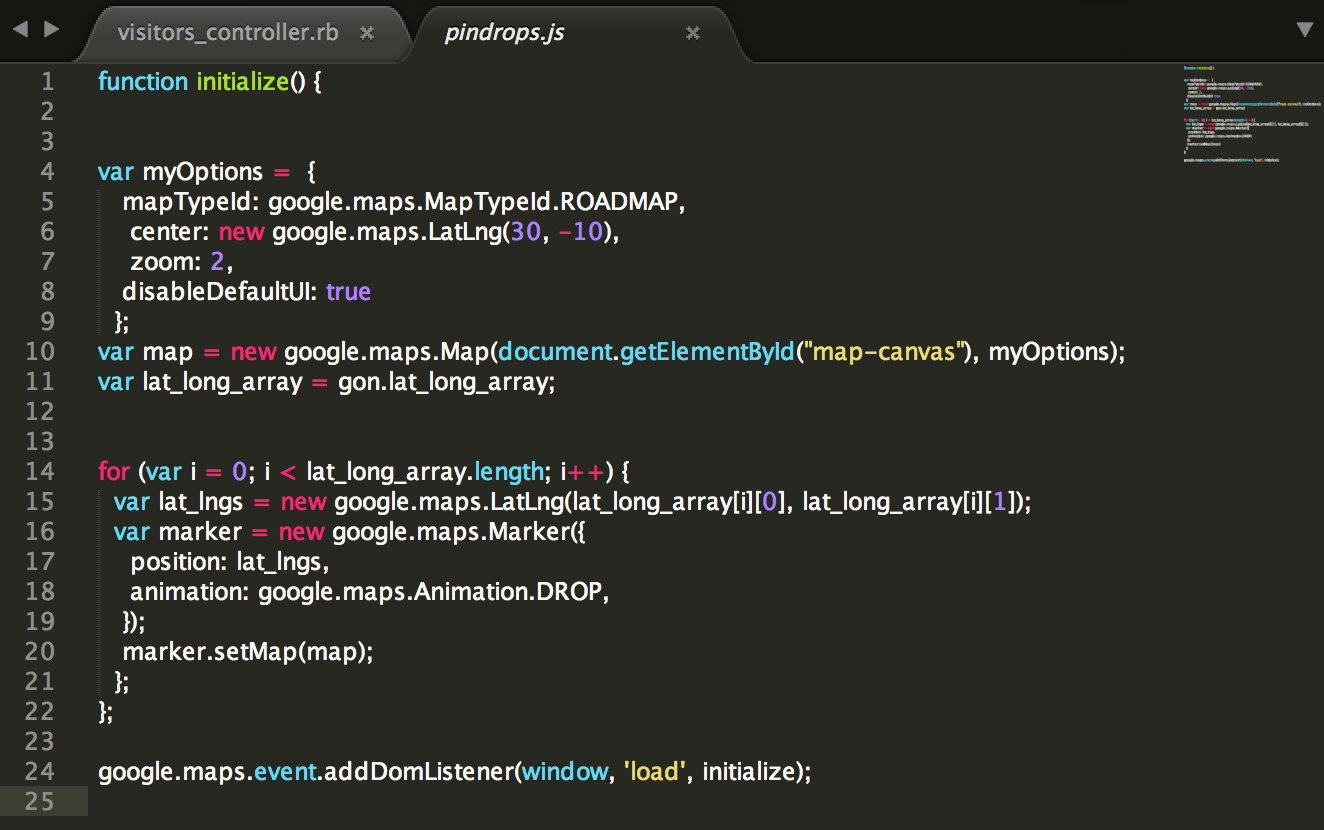 visitors_controller.rb
pindrops.js
1 function initialize() {
2
3
4 var myOptions =  {
5 mapTypeId: google.maps.MapTypeId.ROADMAP,
6 center: new google.maps.LatLng(30, -10),
7 zoom: 2,
8 disableDefaultUI: true
9 };
10 var map = new google.maps.Map(document.getElementById("map-canvas"), myOptions);
11 var lat_long_array = gon.lat_long_array;
12
13
14 for (var i = 0; i < lat_long_array.length; i++) {
15 var lat_lngs = new google.maps.LatLng(lat_long_array[i][0], lat_long_array[i][1]);
16 var marker = new google.maps.Marker({
17 position: lat_lngs,
18 animation: google.maps.Animation.DROP,
19 });
20 marker.setMap(map);
21 };
22 };
23
24 google.maps.event.addDomListener(window, 'load', initialize);
25